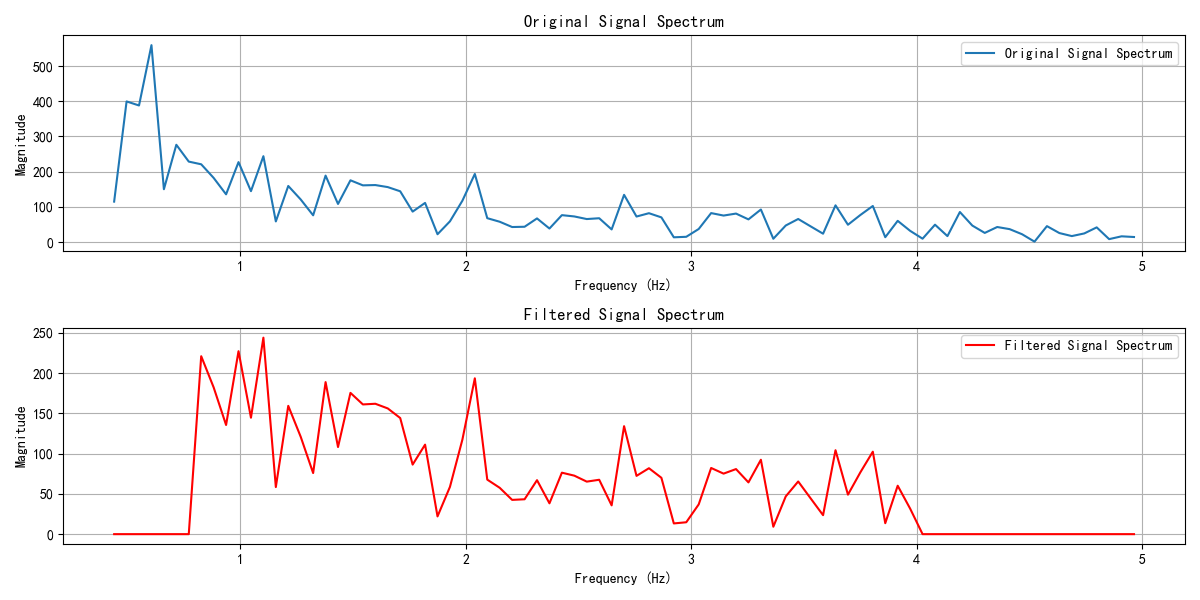 Original Signal Spectrum
Original Signal Spectrum
Magnitude
500
400
300
200
100
0
1
2
3
4
5
Frequency (Hz)
Filtered Signal Spectrum
Filtered Signal Spectrum
Magnitude
250
200
150
100
50
0
1
2
3
4
5
Frequency (Hz)